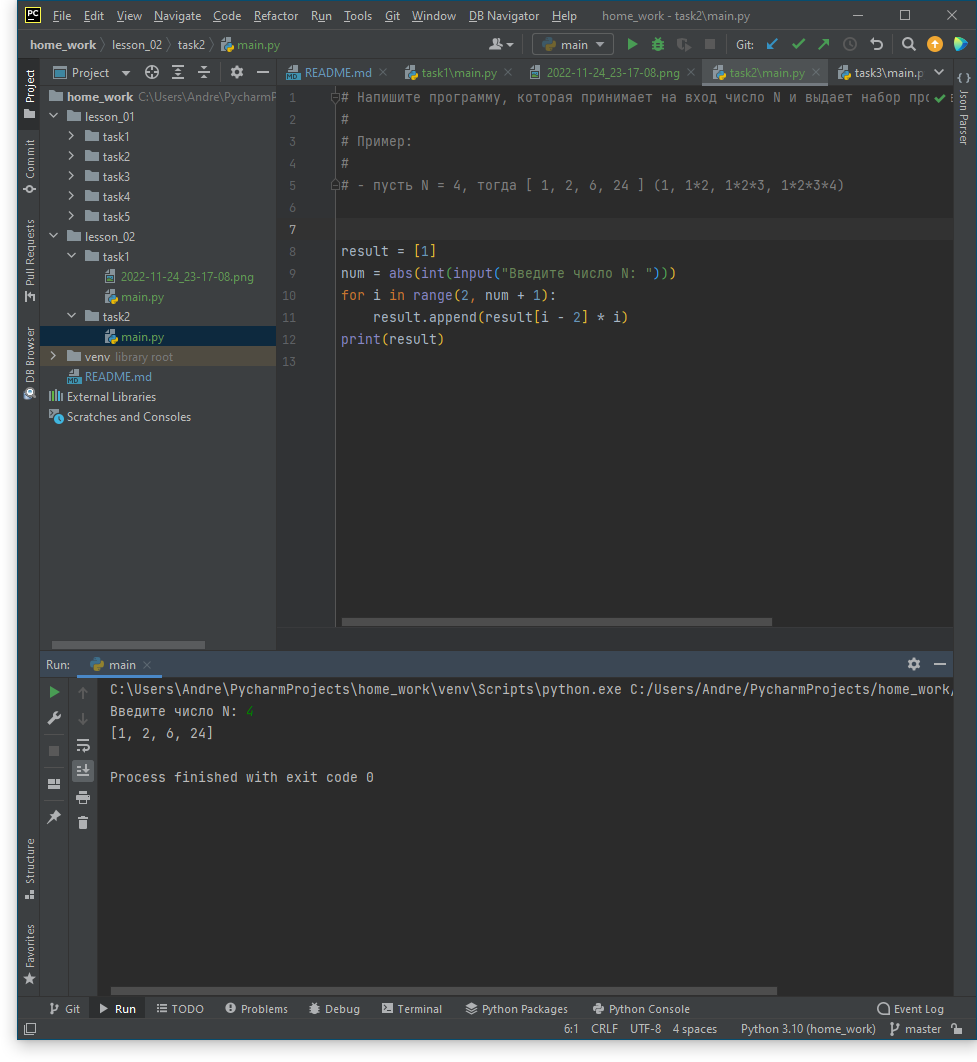 PC File Edit View Navigate Code Refactor Run Tools Git Window DB Navigator Help home_work - task2\main.py
home_work lesson_02 task2 main.py main Git:
Project README.md task1\main.py 2022-11-24_23-17-08.png task2\main.py task3\main.p
home_work C:\Users\Andre\PycharmP
lesson_01
task1
task2
task3
task4
task5
lesson_02
task1
2022-11-24_23-17-08.png
main.py
task2
main.py
venv library root
README.md
External Libraries
Scratches and Consoles
Project
Commit
Pull Requests
DB Browser
Structure
Favorites
Json Parser
1 # Напишите программу, которая принимает на вход число N и выдает набор про
2 #
3 # Пример:
4 #
5 # - пусть N = 4, тогда [ 1, 2, 6, 24 ] (1, 1*2, 1*2*3, 1*2*3*4)
6
7
8 result = [1]
9 num = abs(int(input("Введите число N: ")))
10 for i in range(2, num + 1):
11 result.append(result[i - 2] * i)
12 print(result)
13
Run: main
C:\Users\Andre\PycharmProjects\home_work\venv\Scripts\python.exe C:/Users/Andre/PycharmProjects/home_work/
Введите число N: 4
[1, 2, 6, 24]
Process finished with exit code 0
Git Run TODO Problems Debug Terminal Python Packages Python Console Event Log
6:1 CRLF UTF-8 4 spaces Python 3.10 (home_work) master